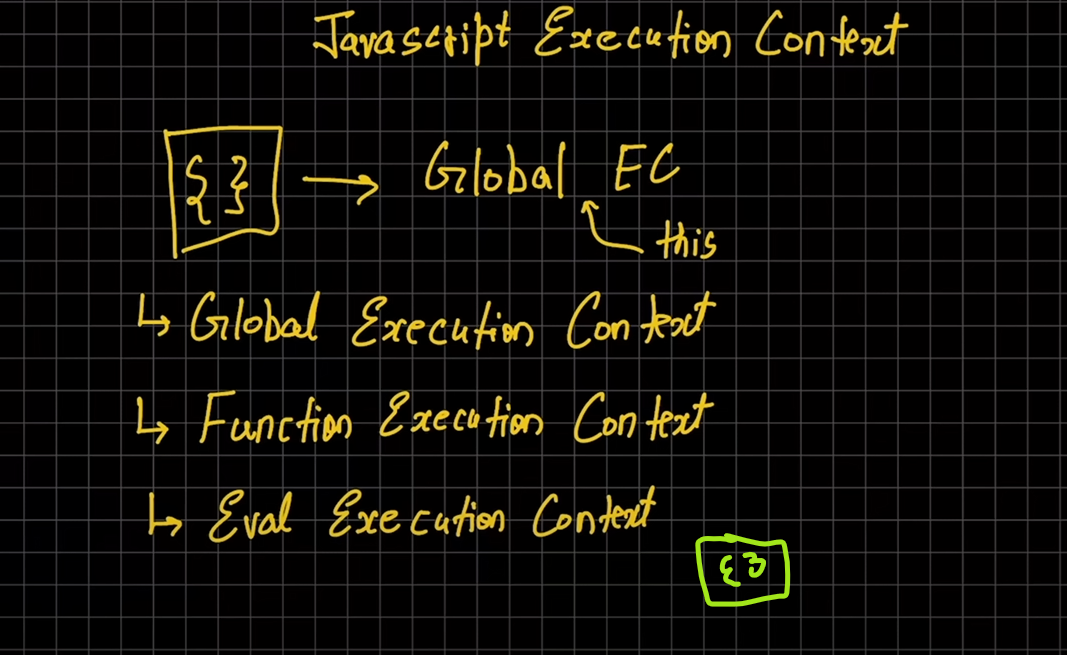 Javascript Execution Context
{ } → Global EC
this
↳ Global Execution Context
↳ Function Execution Context
↳ Eval Execution Context
{ }